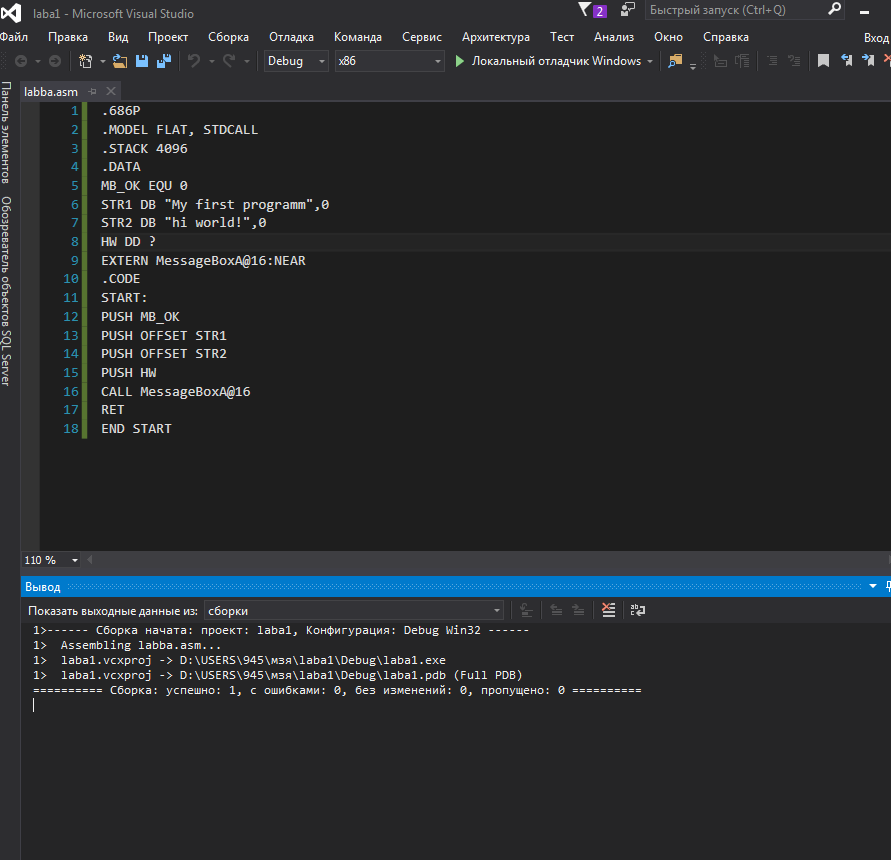 laba1 - Microsoft Visual Studio
2
Быстрый запуск (Ctrl+Q)
Файл Правка Вид Проект Сборка Отладка Команда Сервис Архитектура Тест Анализ Окно Справка Вход
Debug x86 Локальный отладчик Windows
Панель элементов
Обозреватель объектов SQL Server
labba.asm
1 .686P
2 .MODEL FLAT, STDCALL
3 .STACK 4096
4 .DATA
5 MB_OK EQU 0
6 STR1 DB "My first programm",0
7 STR2 DB "hi world!",0
8 HW DD ?
9 EXTERN MessageBoxA@16:NEAR
10 .CODE
11 START:
12 PUSH MB_OK
13 PUSH OFFSET STR1
14 PUSH OFFSET STR2
15 PUSH HW
16 CALL MessageBoxA@16
17 RET
18 END START
110 %
Вывод
Показать выходные данные из: сборки
1>------ Сборка начата: проект: laba1, Конфигурация: Debug Win32 ------
1>  Assembling labba.asm...
1>  laba1.vcxproj -> D:\USERS\945\мзя\laba1\Debug\laba1.exe
1>  laba1.vcxproj -> D:\USERS\945\мзя\laba1\Debug\laba1.pdb (Full PDB)
========== Сборка: успешно: 1, с ошибками: 0, без изменений: 0, пропущено: 0 ==========